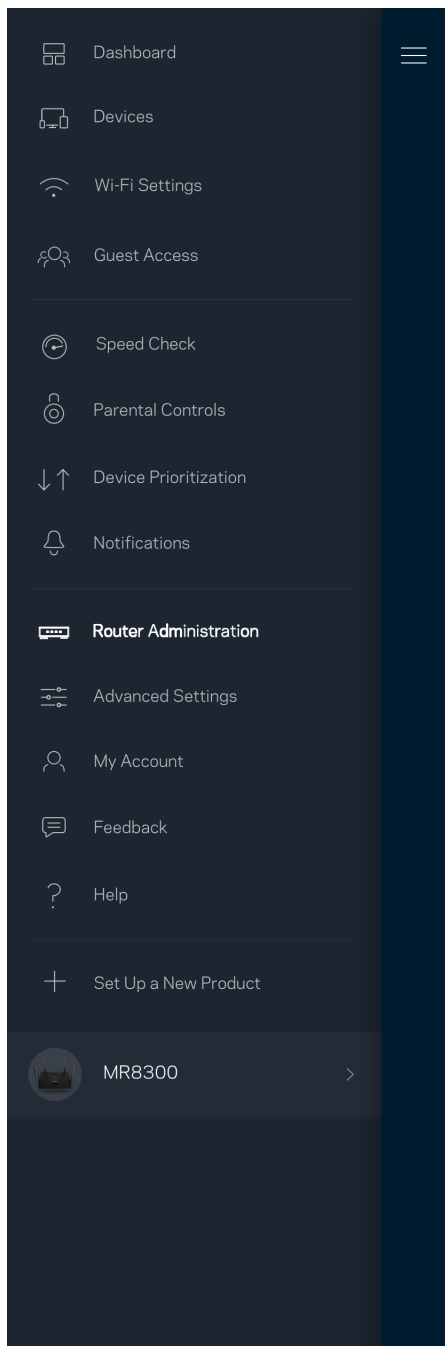 Dashboard
Devices
Wi-Fi Settings
Guest Access
Speed Check
Parental Controls
Device Prioritization
Notifications
Router Administration
Advanced Settings
My Account
Feedback
Help
Set Up a New Product
MR8300